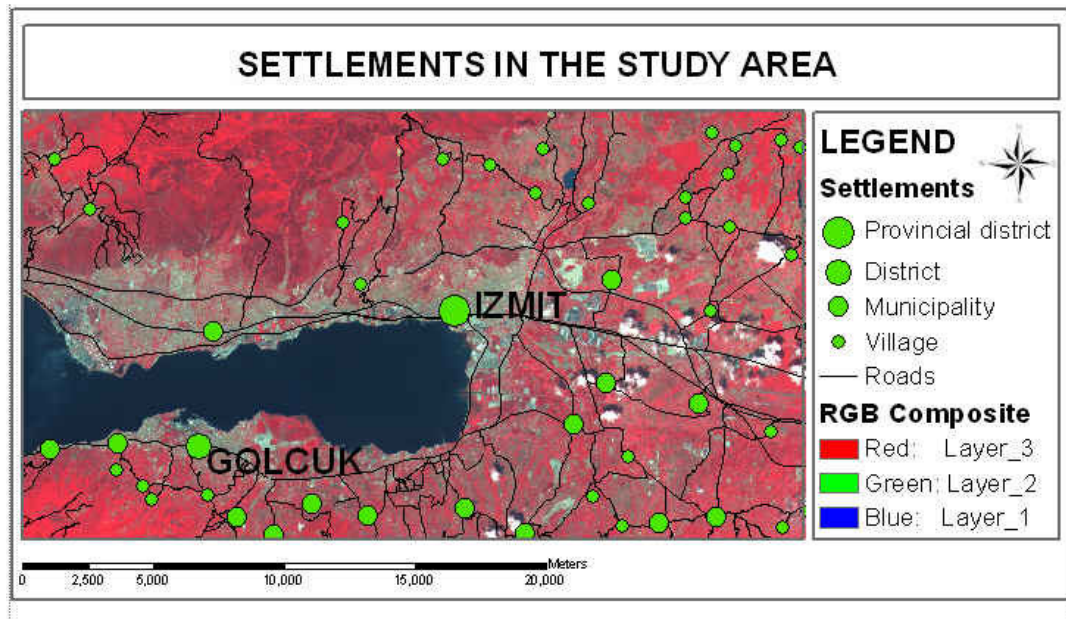 SETTLEMENTS IN THE STUDY AREA
IZMIT
GOLCUK
LEGEND
Settlements
Provincial district
District
Municipality
Village
Roads
RGB Composite
Red: Layer_3
Green: Layer_2
Blue: Layer_1
Meters
0 2,500 5,000 10,000 15,000 20,000